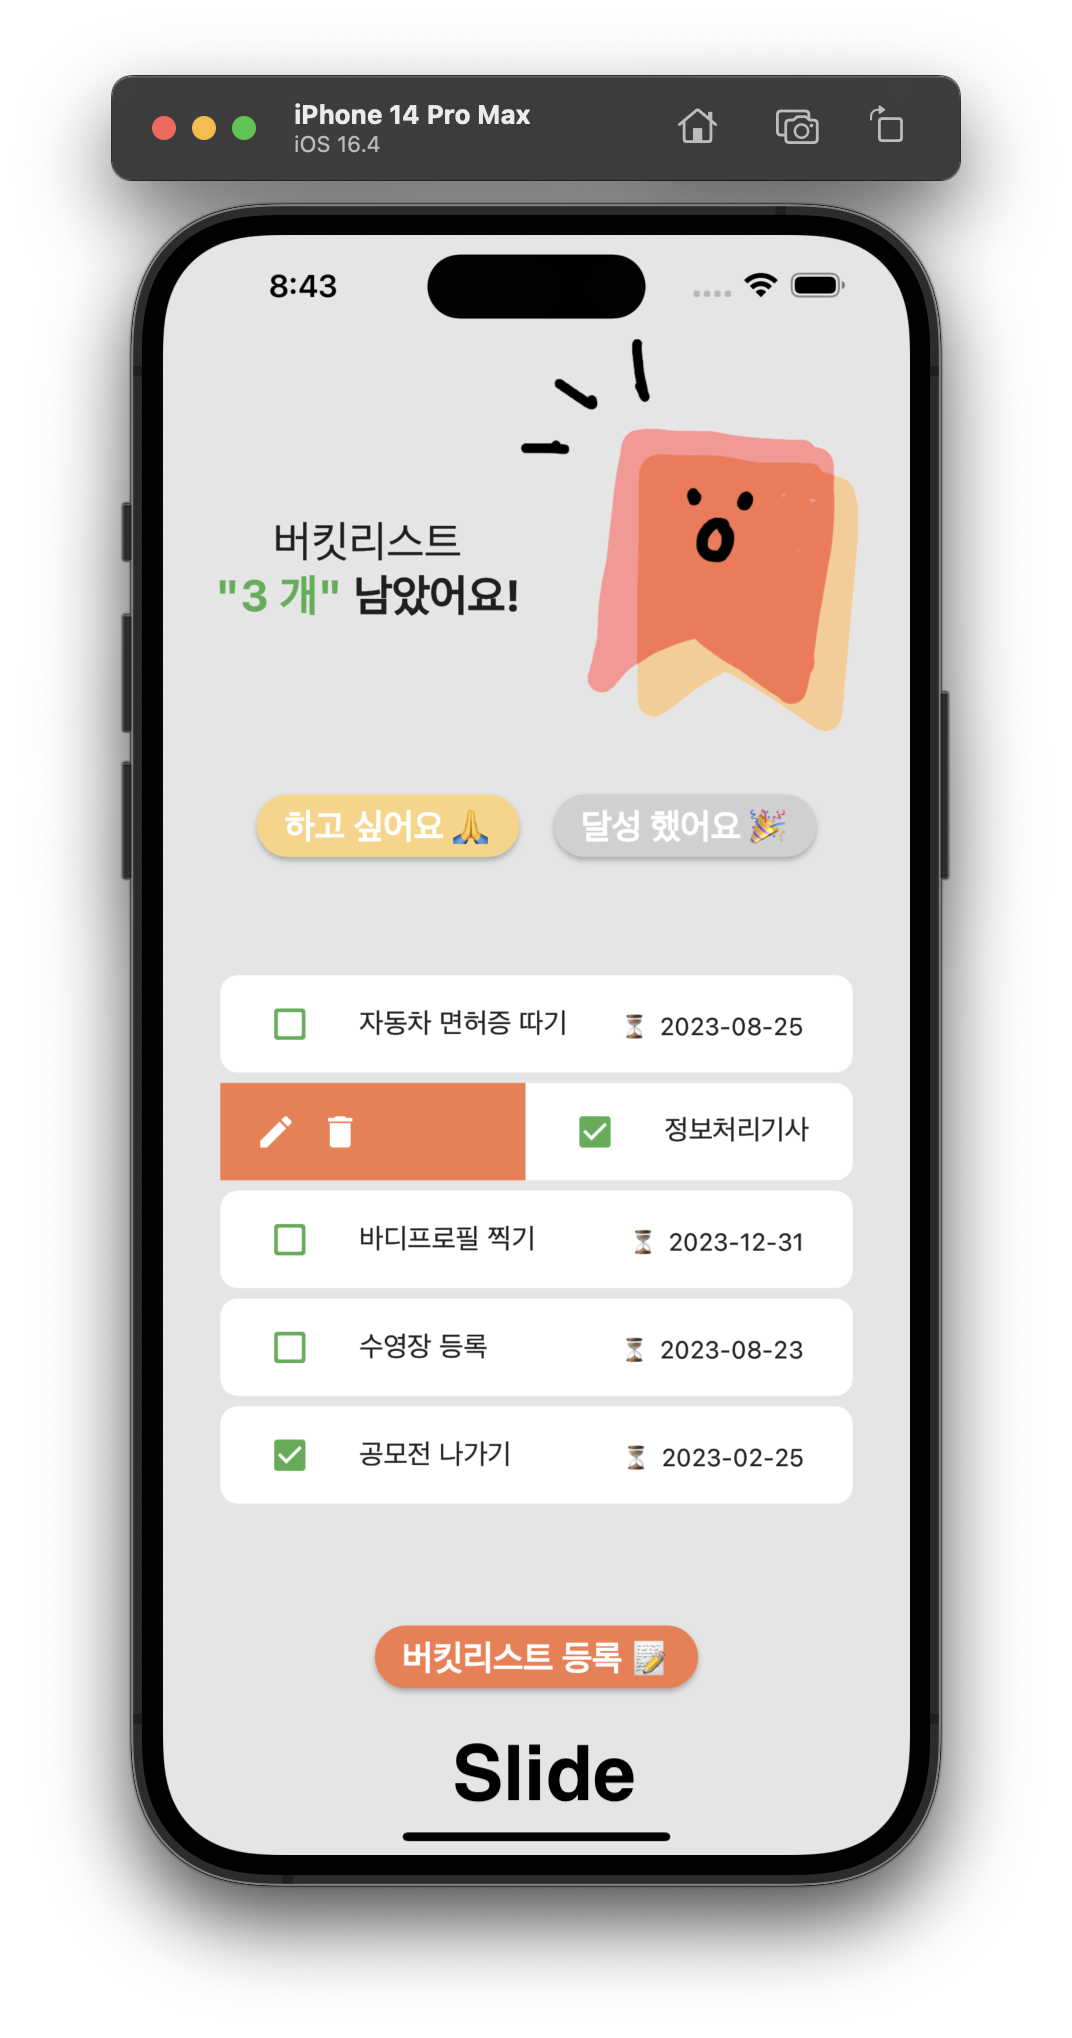 iPhone 14 Pro Max
iOS 16.4
8:43
버킷리스트
"3 개" 남았어요!
하고 싶어요 🙏 달성 했어요 🎉
자동차 면허증 따기 ⏳ 2023-08-25
정보처리기사
바디프로필 찍기 ⏳ 2023-12-31
수영장 등록 ⏳ 2023-08-23
공모전 나가기 ⏳ 2023-02-25
버킷리스트 등록 📝
Slide